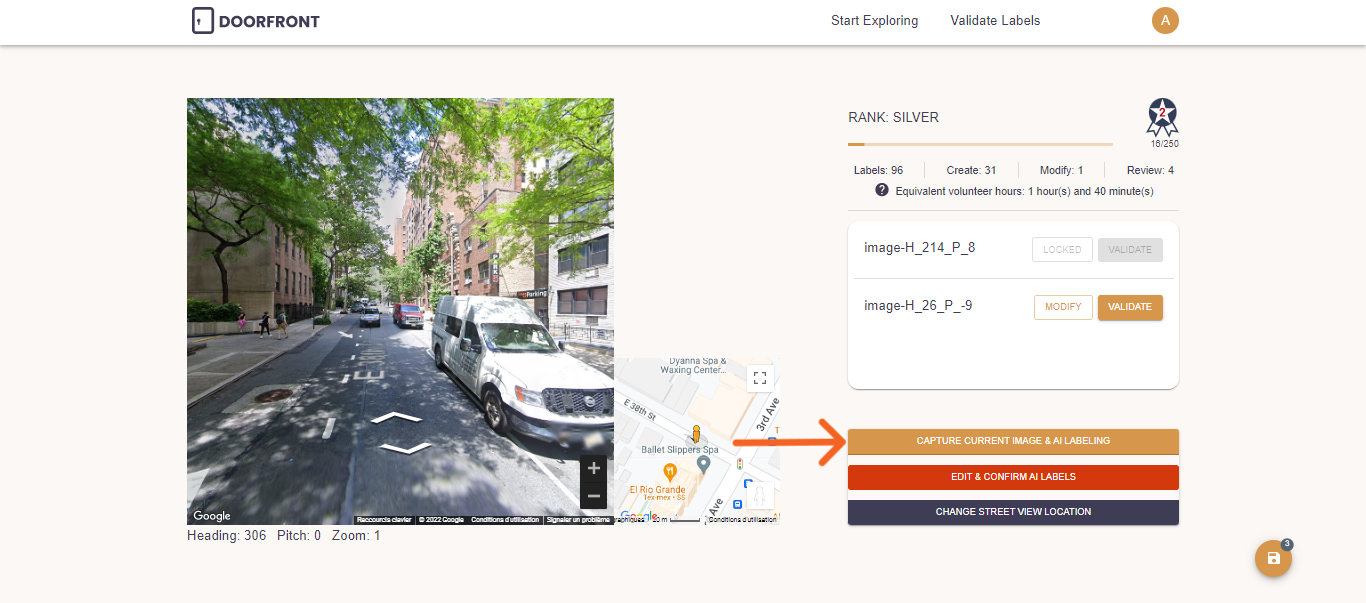 DOORFRONT
Start Exploring
Validate Labels
A
RANK: SILVER
2
16/250
Labels: 96
Create: 31
Modify: 1
Review: 4
? Equivalent volunteer hours: 1 hour(s) and 40 minute(s)
image-H_214_P_8
LOCKED
VALIDATE
image-H_26_P_-9
MODIFY
VALIDATE
Parking
Dyanna Spa &
Waxing Center...
E 38th St
3rd Ave
Ballet Slippers Spa
El Rio Grande
Tex-mex • $$
Ave
Google
Raccourcis clavier
© 2022 Google
Conditions d'utilisation
Signaler un problème
Google
20 m
Conditions d'utilisation
Heading: 306 Pitch: 0 Zoom: 1
CAPTURE CURRENT IMAGE & AI LABELING
EDIT & CONFIRM AI LABELS
CHANGE STREET VIEW LOCATION
3